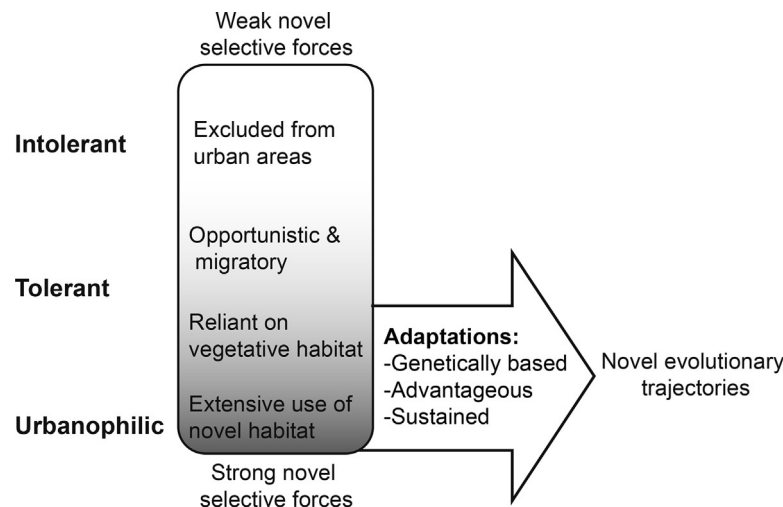 Weak novel
selective forces
Intolerant
Excluded from
urban areas
Opportunistic &
migratory
Tolerant
Reliant on
vegetative habitat
Urbanophilic
Extensive use of
novel habitat
Strong novel
selective forces
Adaptations:
-Genetically based
-Advantageous
-Sustained
Novel evolutionary
trajectories